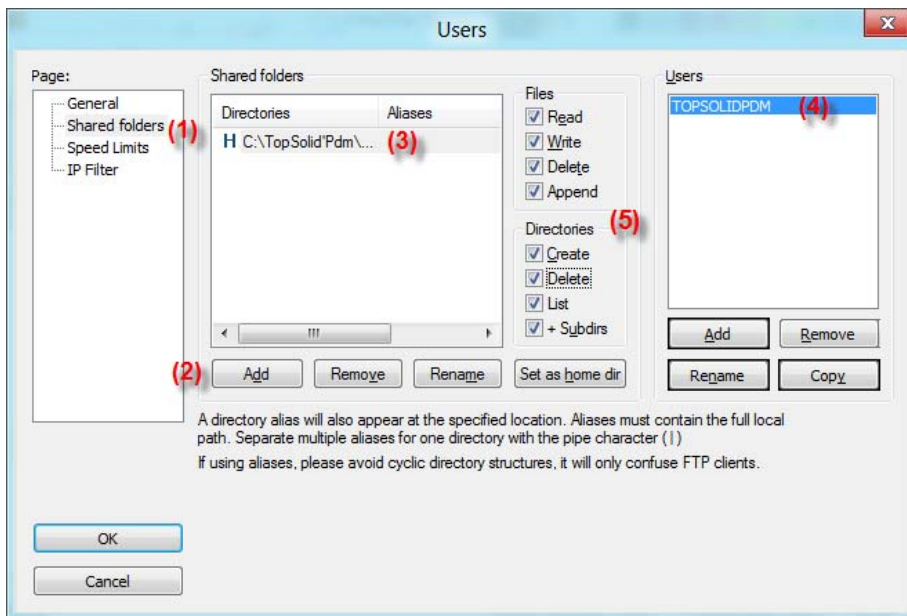 Users
x
Page:
General
Shared folders (1)
Speed Limits
IP Filter
Shared folders
Directories Aliases
H C:\TopSolid'Pdm\... (3)
Files
Read
Write
Delete
Append
Directories (5)
Create
Delete
List
+ Subdirs
(2) Add Remove Rename Set as home dir
Users
TOPSOLIDPDM (4)
Add Remove
Rename Copy
A directory alias will also appear at the specified location. Aliases must contain the full local
path. Separate multiple aliases for one directory with the pipe character ( | )
If using aliases, please avoid cyclic directory structures, it will only confuse FTP clients.
OK
Cancel